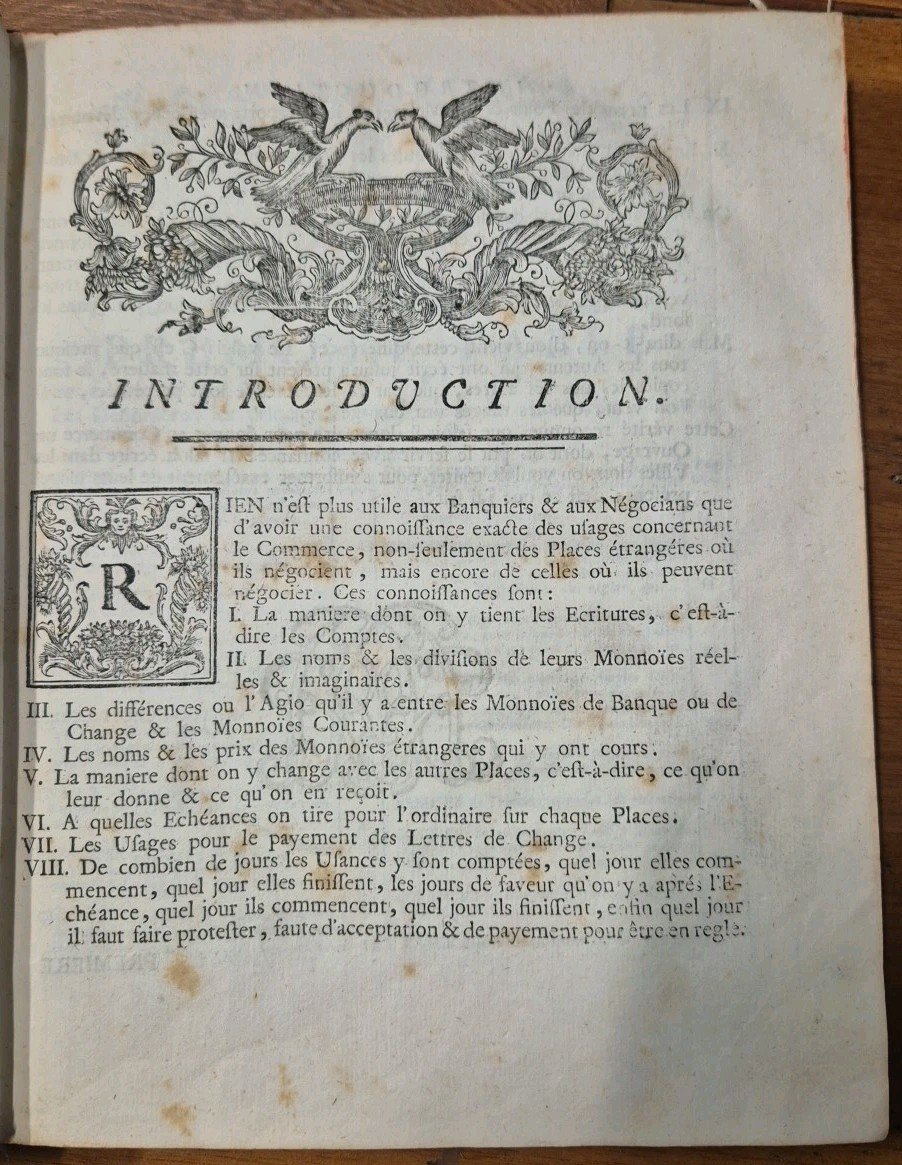 INTRODUCTION.
RIEN n'eſt plus utile aux Banquiers & aux Négocians que
d'avoir une connoiſſance exacte des uſages concernant
le Commerce, non-ſeulement des Places étrangéres où
ils négocient, mais encore de celles où ils peuvent
négocier. Ces connoiſſances ſont:
I. La maniere dont on y tient les Ecritures, c'eſt-à-
dire les Comptes.
II. Les noms & les diviſions de leurs Monnoïes réel-
les & imaginaires.
III. Les différences ou l'Agio qu'il y a entre les Monnoïes de Banque ou de
Change & les Monnoïes Courantes.
IV. Les noms & les prix des Monnoïes étrangeres qui y ont cours.
V. La maniere dont on y change avec les autres Places, c'eſt-à-dire, ce qu'on
leur donne & ce qu'on en reçoit.
VI. A quelles Echéances on tire pour l'ordinaire ſur chaque Places.
VII. Les Uſages pour le payement des Lettres de Change.
VIII. De combien de jours les Uſances y ſont comptées, quel jour elles com-
mencent, quel jour elles finiſſent, les jours de faveur qu'on y a aprés l'E-
chéance, quel jour ils commencent, quel jour ils finiſſent, enfin quel jour
il faut faire proteſter, faute d'acceptation & de payement pour être en regle.